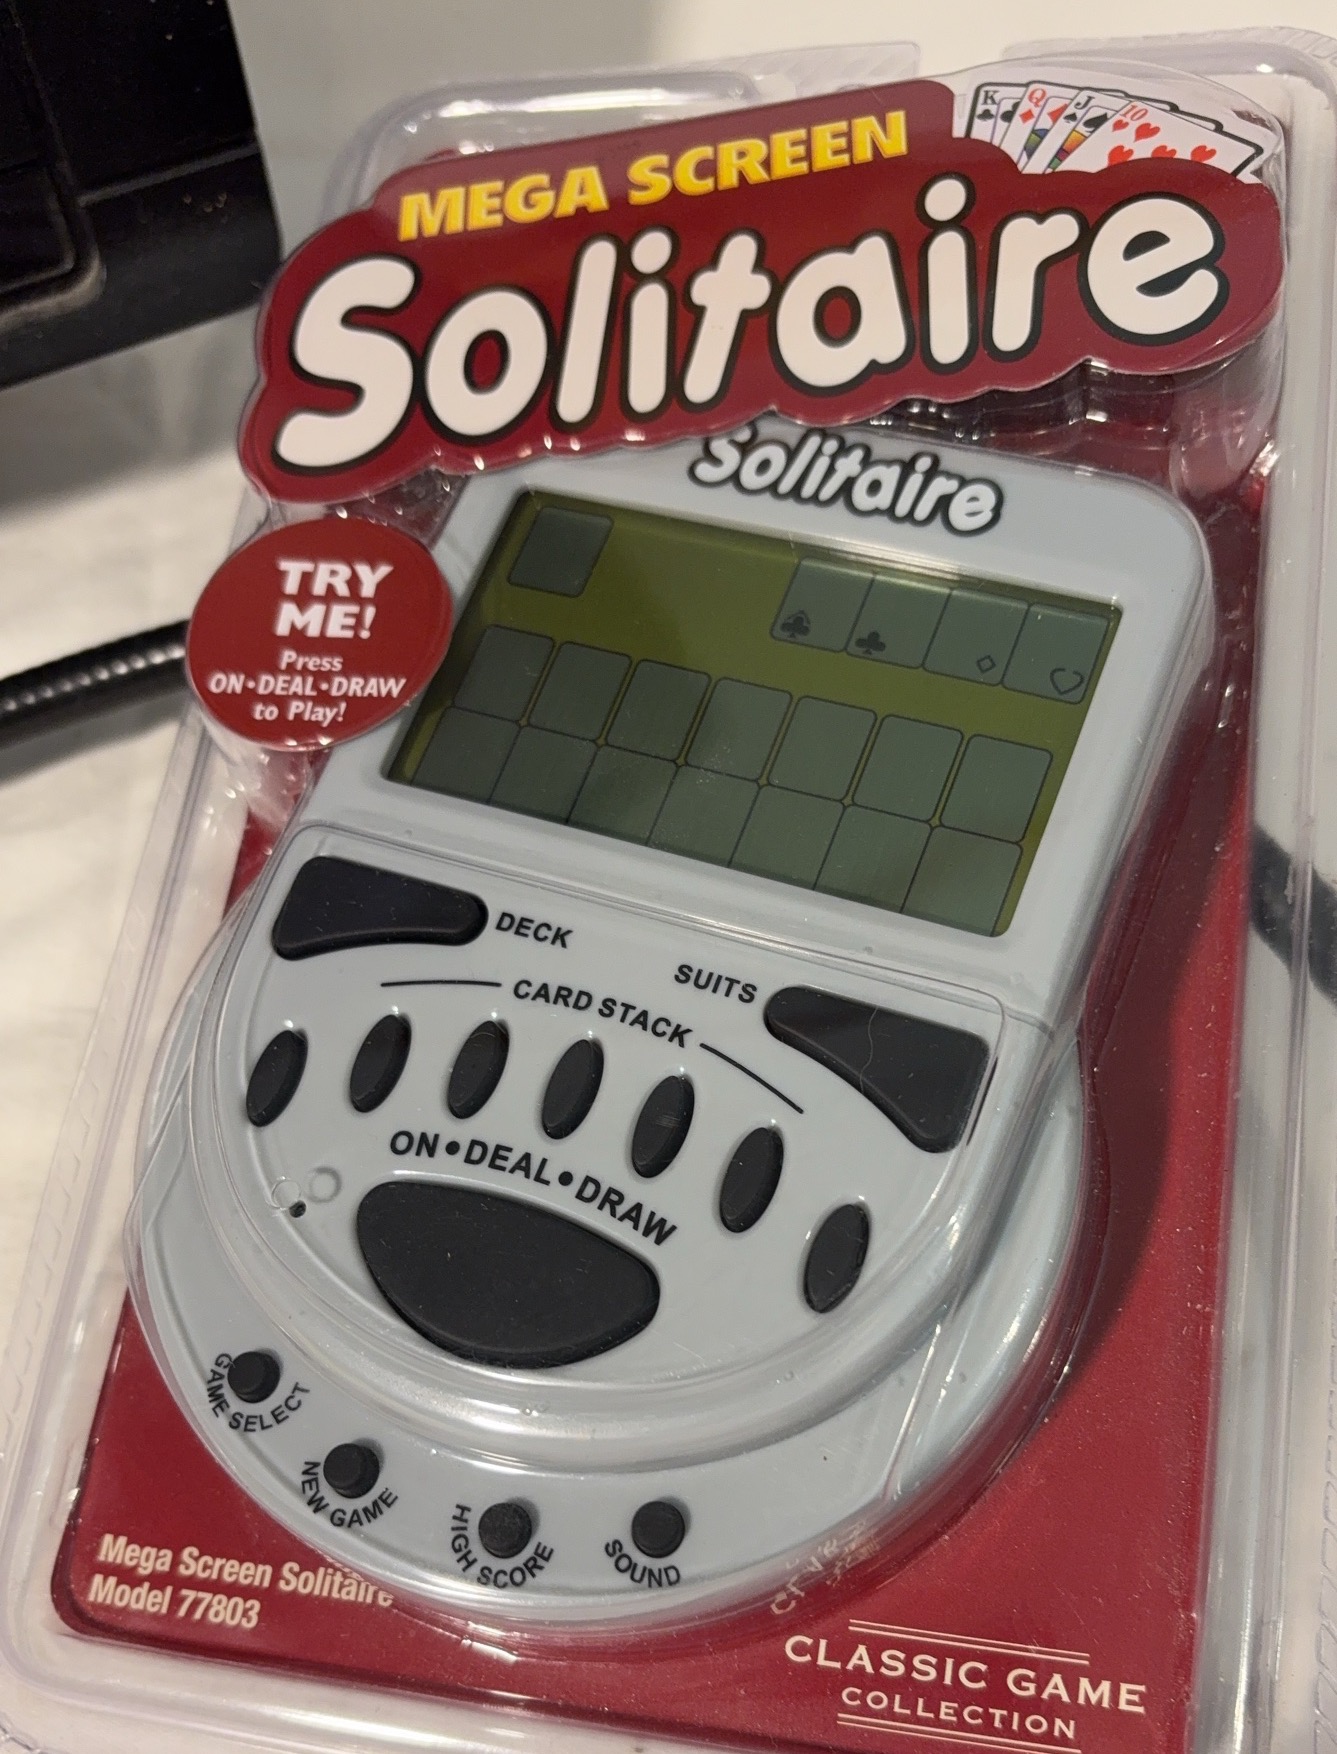 K Q J 10
MEGA SCREEN
Solitaire
Solitaire
TRY
ME!
Press
ON•DEAL•DRAW
to Play!
DECK
SUITS
CARD STACK
ON•DEAL•DRAW
GAME SELECT
NEW GAME
HIGH SCORE
SOUND
Mega Screen Solitaire
Model 77803
CLASSIC GAME
COLLECTION